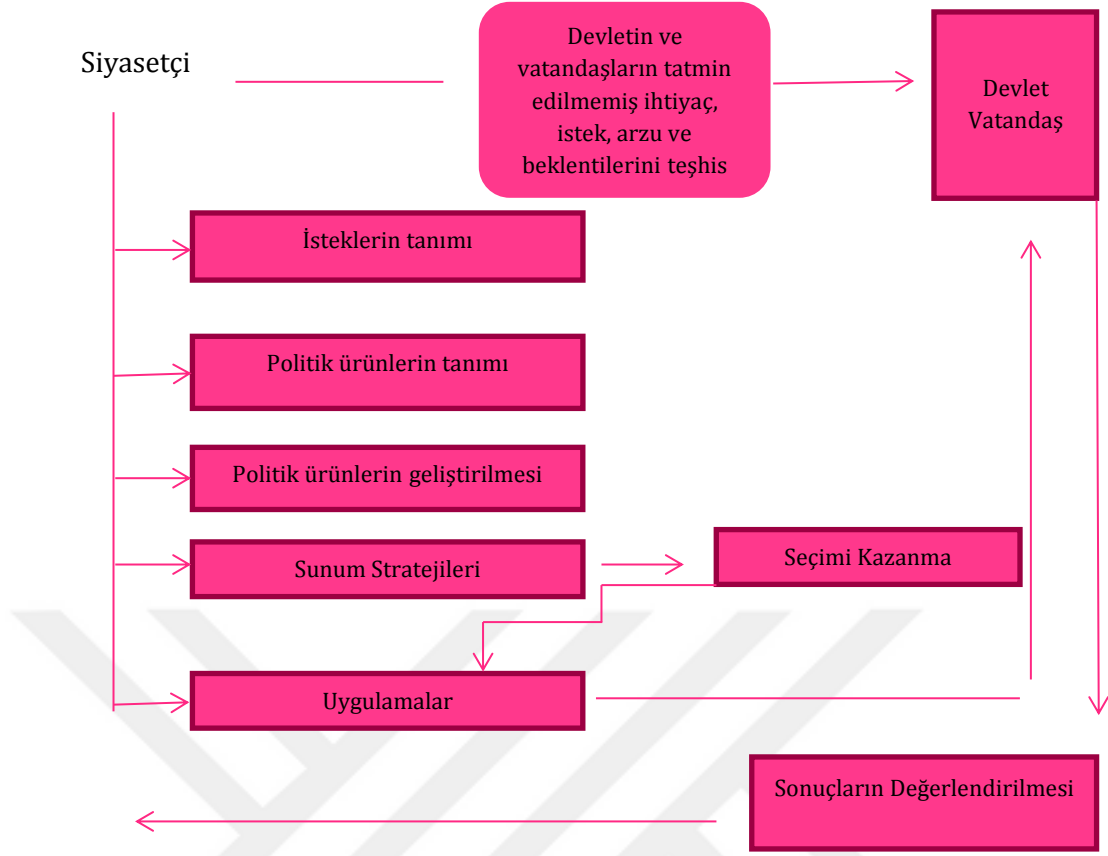 Siyasetçi
Devletin ve
vatandaşların tatmin
edilmemiş ihtiyaç,
istek, arzu ve
beklentilerini teşhis
Devlet
Vatandaş
İsteklerin tanımı
Politik ürünlerin tanımı
Politik ürünlerin geliştirilmesi
Sunum Stratejileri
Seçimi Kazanma
Uygulamalar
Sonuçların Değerlendirilmesi